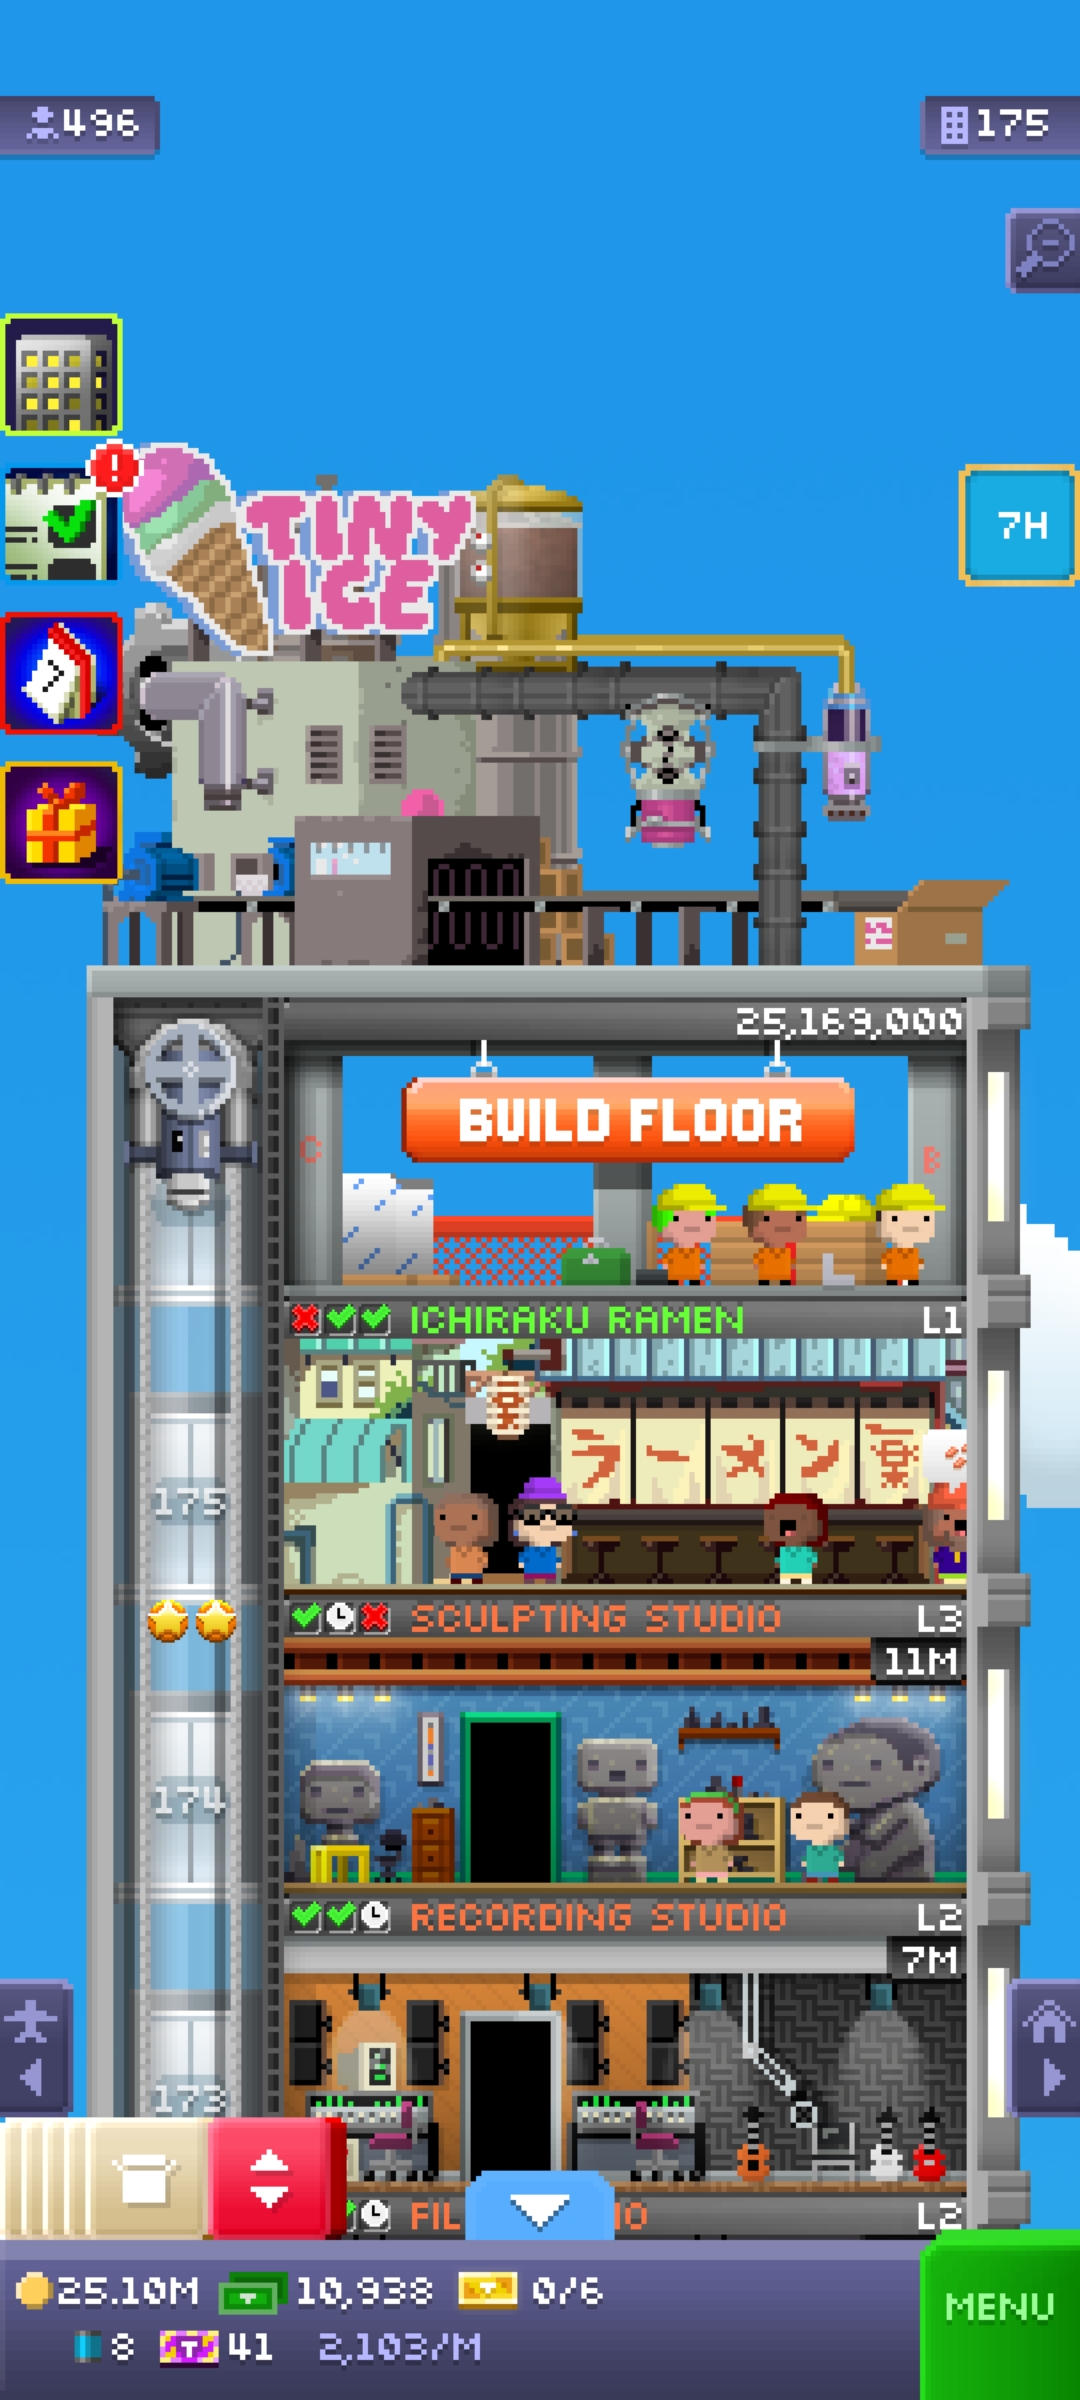 496
175
7H
TINY
ICE
25,169,000
BUILD FLOOR
C
B
ICHIRAKU RAMEN L1
ラーメン
175
SCULPTING STUDIO L3
11M
174
RECORDING STUDIO L2
7M
173
FIL IO L2
25.10M 10,938 0/6
8 T 41 2,103/M
MENU